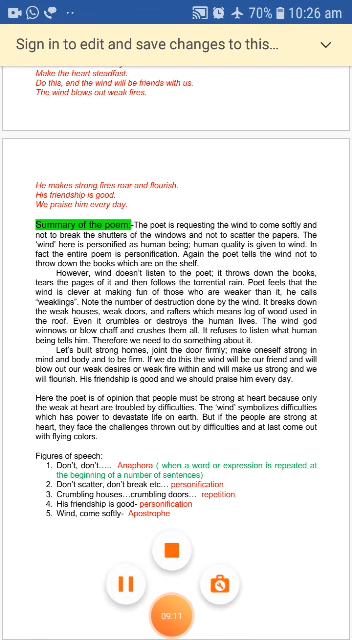 70% 10:26 am
Sign in to edit and save changes to this...
Make the heart steadfast.
Do this, and the wind will be friends with us.
The wind blows out weak fires.
He makes strong fires roar and flourish.
His friendship is good.
We praise him every day.
Summary of the poem:-The poet is requesting the wind to come softly and
not to break the shutters of the windows and not to scatter the papers. The
'wind' here is personified as human being; human quality is given to wind. In
fact the entire poem is personification. Again the poet tells the wind not to
throw down the books which are on the shelf.
However, wind doesn't listen to the poet; it throws down the books,
tears the pages of it and then follows the torrential rain. Poet feels that the
wind is clever at making fun of those who are weaker than it, he calls
"weaklings". Note the number of destruction done by the wind. It breaks down
the weak houses, weak doors, and rafters which means log of wood used in
the roof. Even it crumbles or destroys the human lives. The wind god
winnows or blow chaff and crushes them all. It refuses to listen what human
being tells him. Therefore we need to do something about it.
Let's built strong homes, joint the door firmly; make oneself strong in
mind and body and to be firm. If we do this the wind will be our friend and will
blow out our weak desires or weak fire within and will make us strong and we
will flourish. His friendship is good and we should praise him every day.
Here the poet is of opinion that people must be strong at heart because only
the weak at heart are troubled by difficulties. The 'wind' symbolizes difficulties
which has power to devastate life on earth. But if the people are strong at
heart, they face the challenges thrown out by difficulties and at last come out
with flying colors.
Figures of speech:
1. Don't, don't..... Anaphora ( when a word or expression is repeated at
the beginning of a number of sentences)
2. Don't scatter, don't break etc... personification
3. Crumbling houses...crumbling doors... repetition
4. His friendship is good- personification
5. Wind, come softly- Apostrophe
09:11